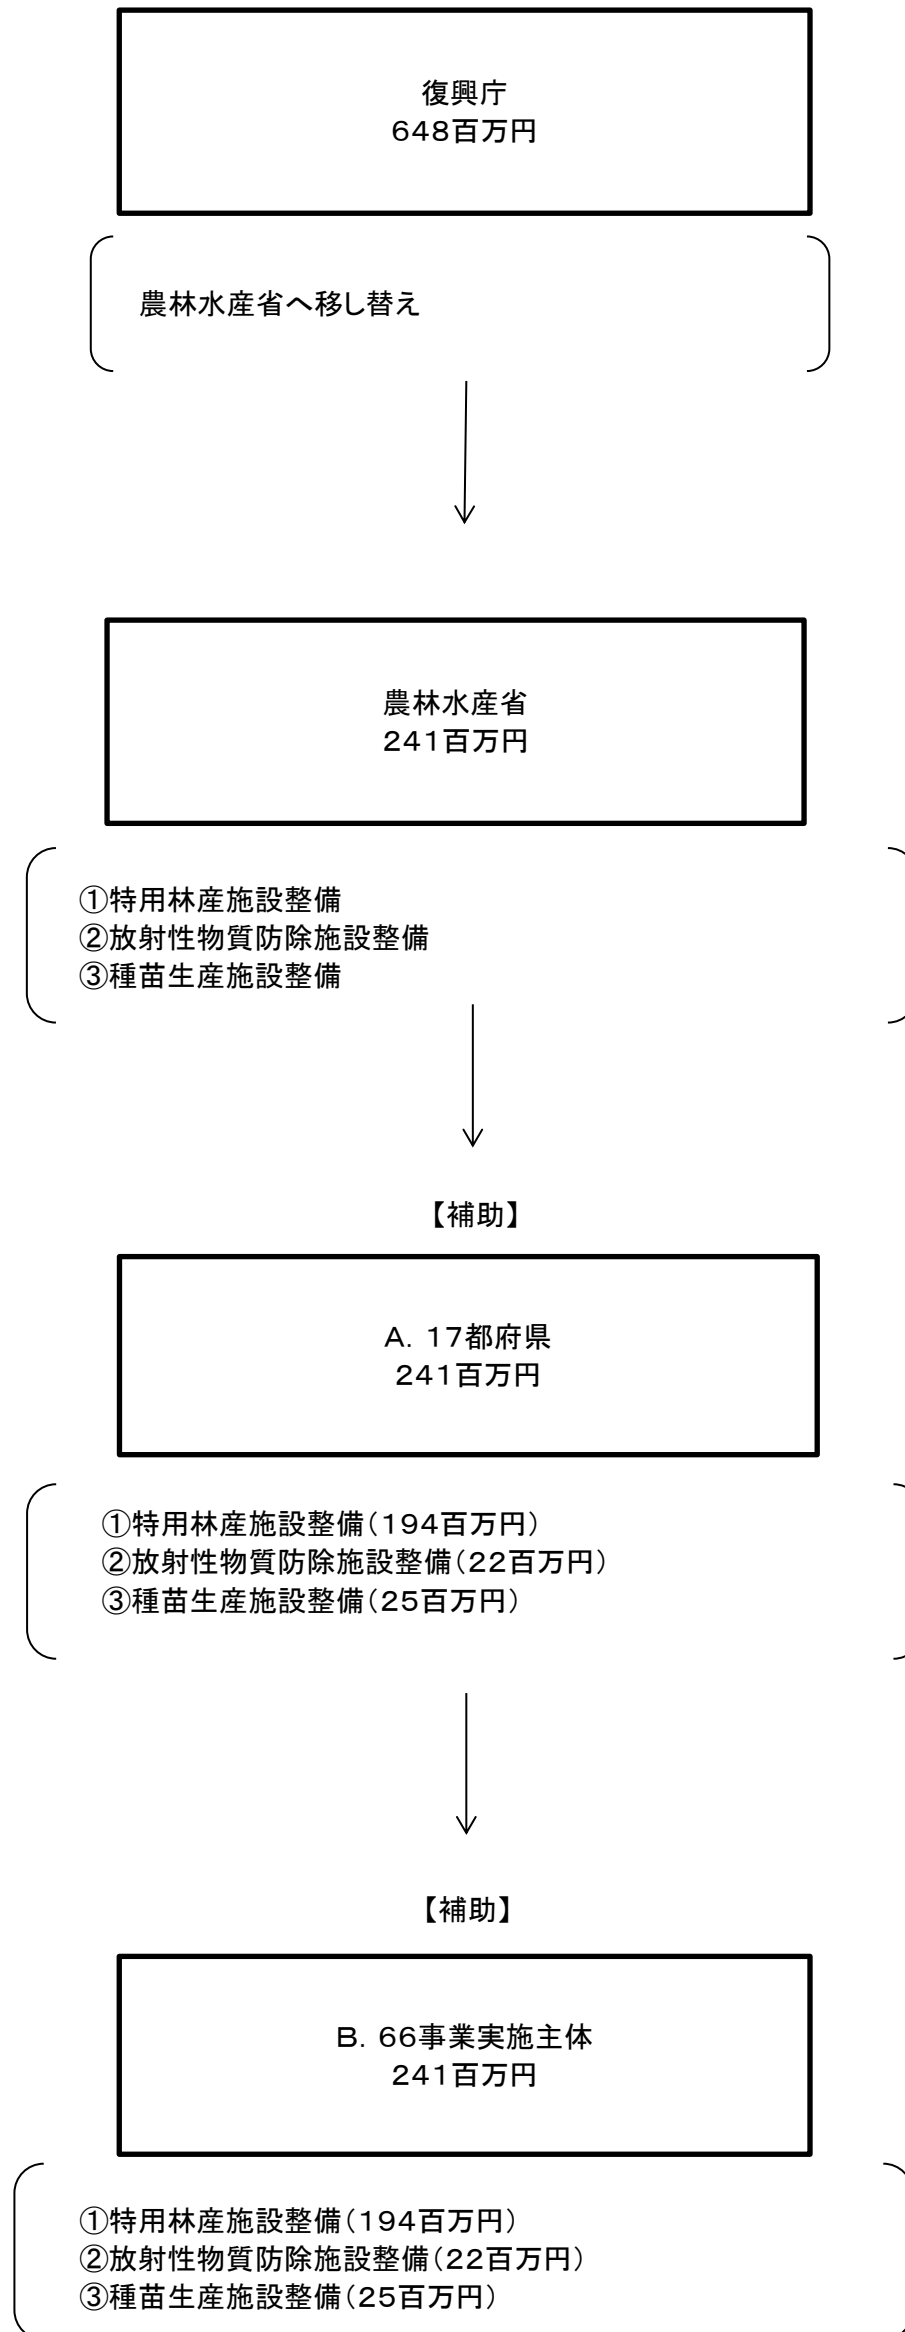 復興庁
648百万円
農林水産省へ移し替え
農林水産省
241百万円
①特用林産施設整備
②放射性物質防除施設整備
③種苗生産施設整備
【補助】
A. 17都府県
241百万円
①特用林産施設整備(194百万円)
②放射性物質防除施設整備(22百万円)
③種苗生産施設整備(25百万円)
【補助】
B. 66事業実施主体
241百万円
①特用林産施設整備(194百万円)
②放射性物質防除施設整備(22百万円)
③種苗生産施設整備(25百万円)